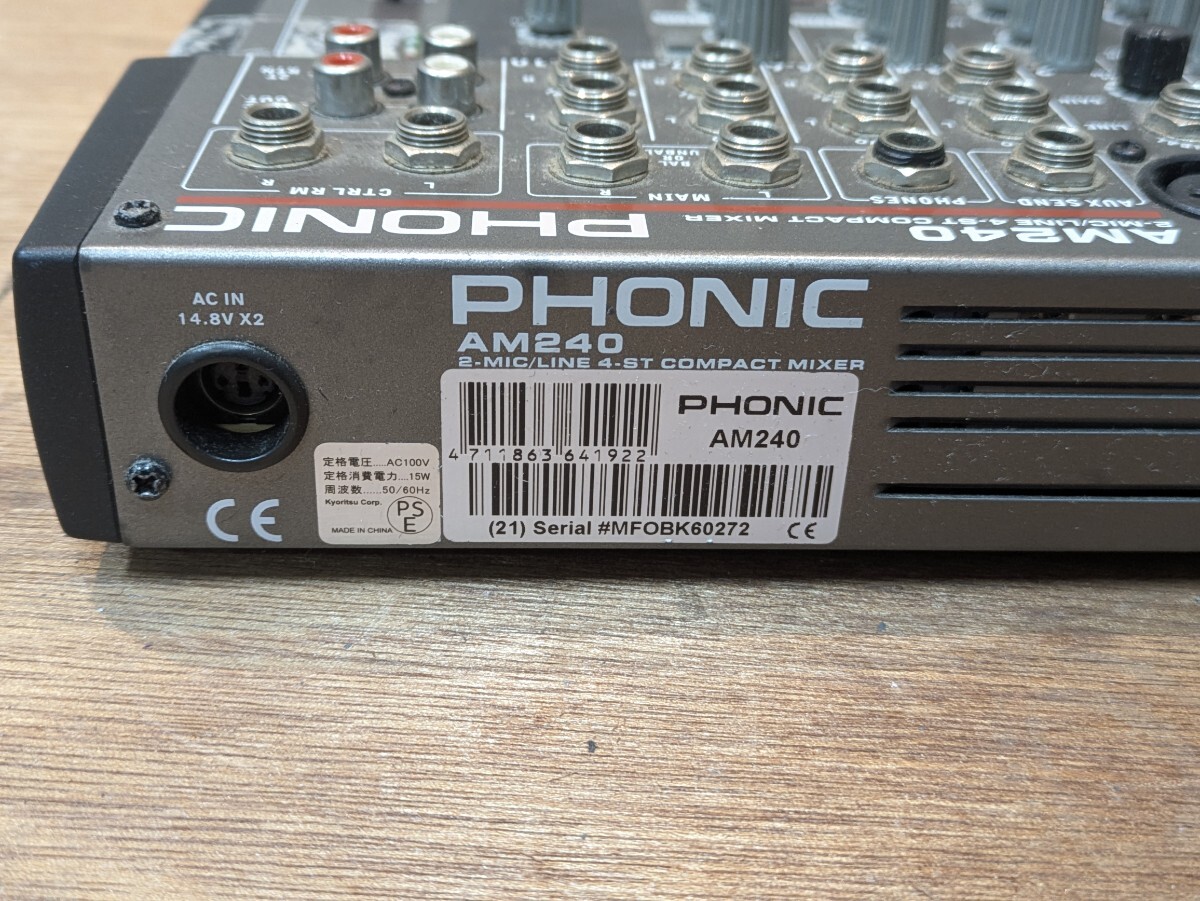 CTRL RM
R
L
MAIN
R
L
BAL
OR
UNBAL
PHONES
AUX SEND
PHONIC
AM240
2-MIC/LINE 4-ST COMPACT MIXER
AC IN
14.8V X2
PHONIC
AM240
2-MIC/LINE 4-ST COMPACT MIXER
4 711863 641922
PHONIC
AM240
(21) Serial #MFOBK60272
CE
定格電圧....AC100V
定格消費電力....15W
周波数......50/60Hz
Kyoritsu Corp.
MADE IN CHINA
PS
E
CE